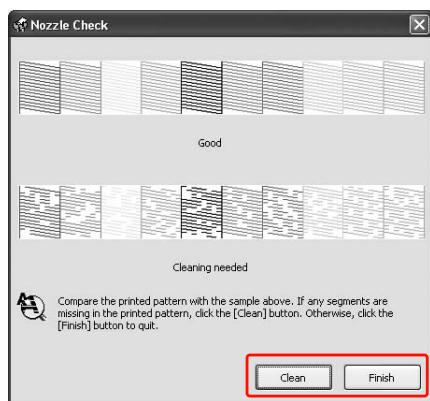 Nozzle Check
Good
Cleaning needed
Compare the printed pattern with the sample above. If any segments are
missing in the printed pattern, click the [Clean] button. Otherwise, click the
[Finish] button to quit.
Clean Finish